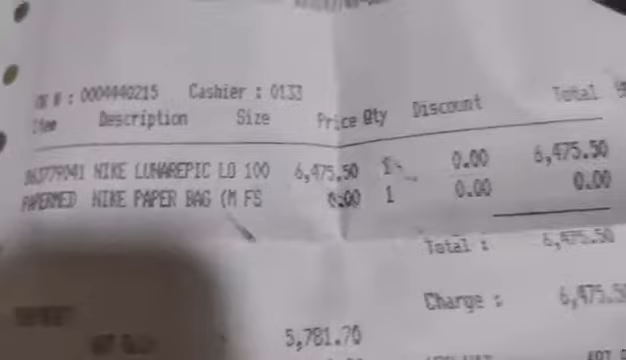 # : 0004440215 Cashier : 0133
Item Description Size Price Qty Discount Total
NIKE LUNAREPIC LO 100 6,475.50 1 0.00 6,475.50
PAPERMED NIKE PAPER BAG (M FS 0.00 1 0.00 0.00
Total : 6,475.50
Charge : 6,475.5
5,781.70